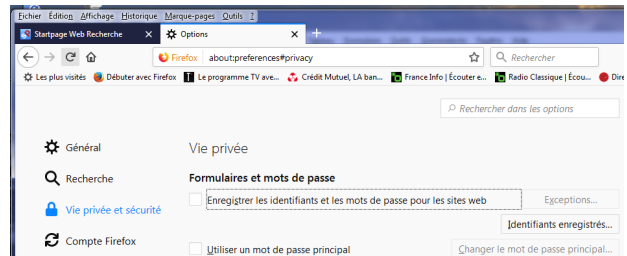 Fichier Édition Affichage Historique Marque-pages Outils ?
Startpage Web Recherche × Options × +
Firefox about:preferences#privacy Rechercher
Les plus visités Débuter avec Firefox Le programme TV ave... Crédit Mutuel, LA ban... France Info | Écouter e... Radio Classique | Écou... Dire
Rechercher dans les options
Général
Vie privée
Recherche
Formulaires et mots de passe
Enregistrer les identifiants et les mots de passe pour les sites web
Exceptions...
Vie privée et sécurité
Identifiants enregistrés...
Compte Firefox
Utiliser un mot de passe principal
Changer le mot de passe principal...